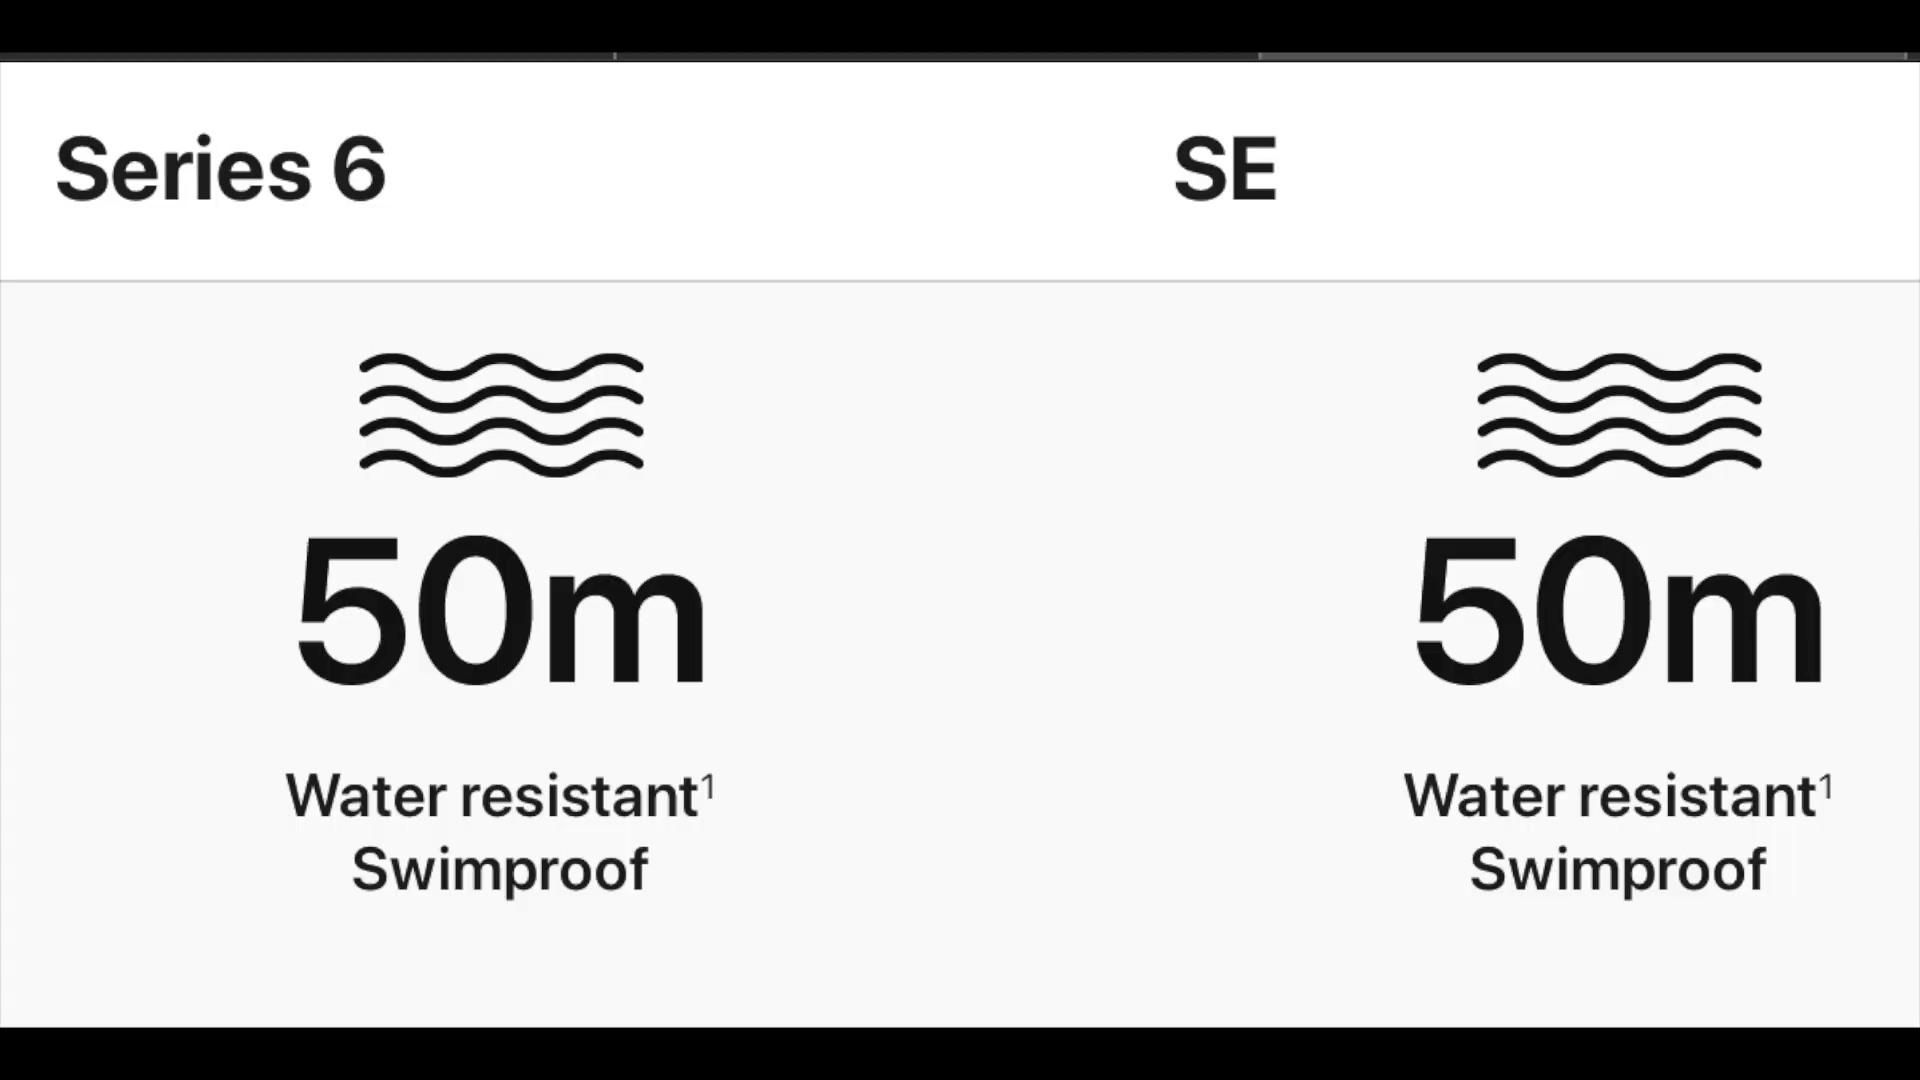 Series 6
SE
50m
50m
Water resistant¹
Swimproof
Water resistant¹
Swimproof